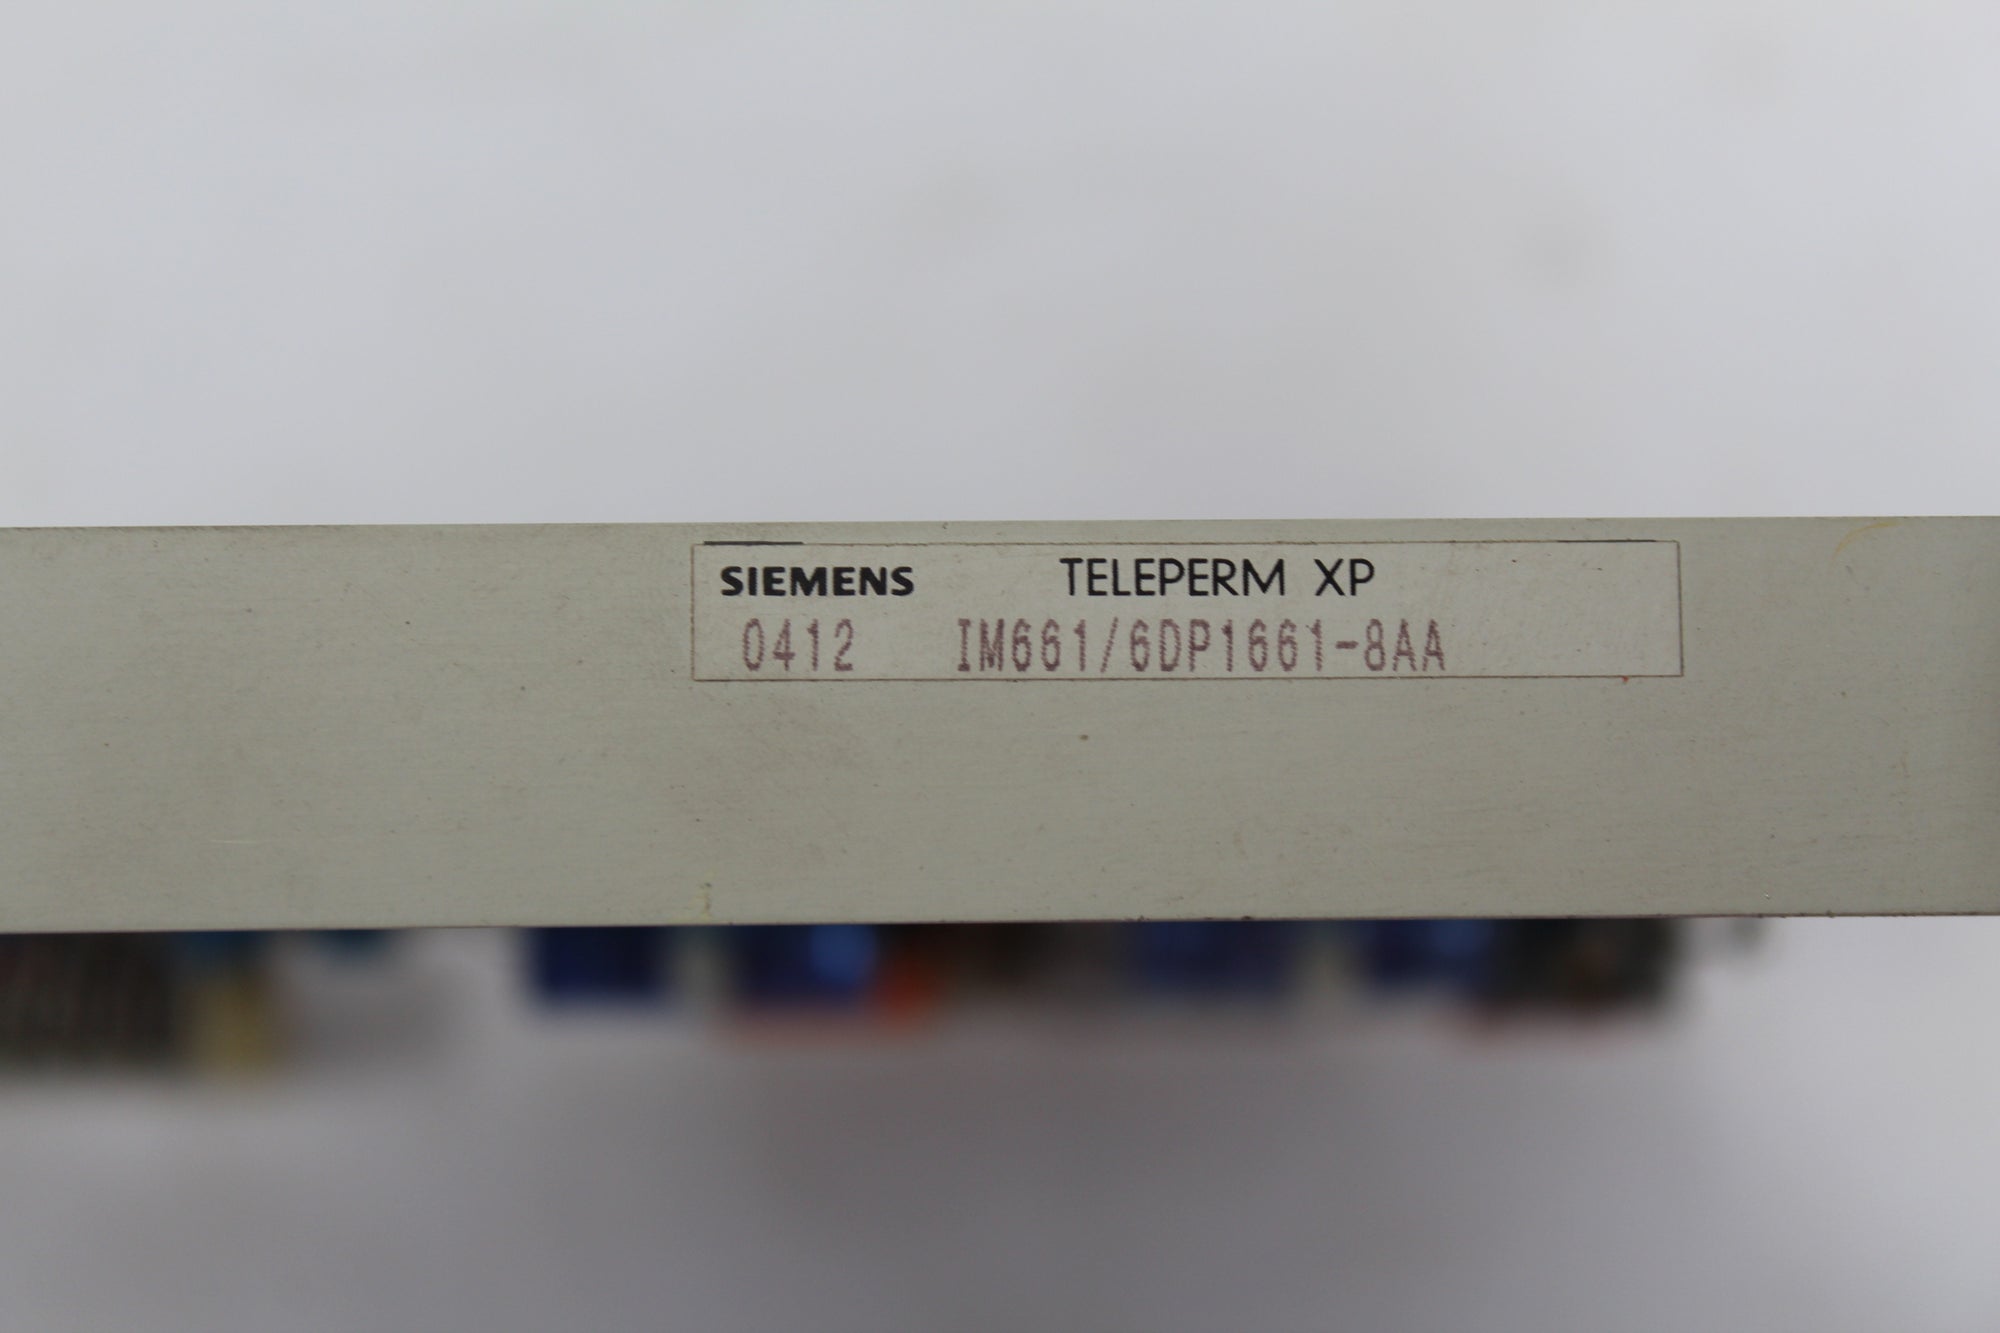 SIEMENS TELEPERM XP
0412 IM661/6DP1661-8AA